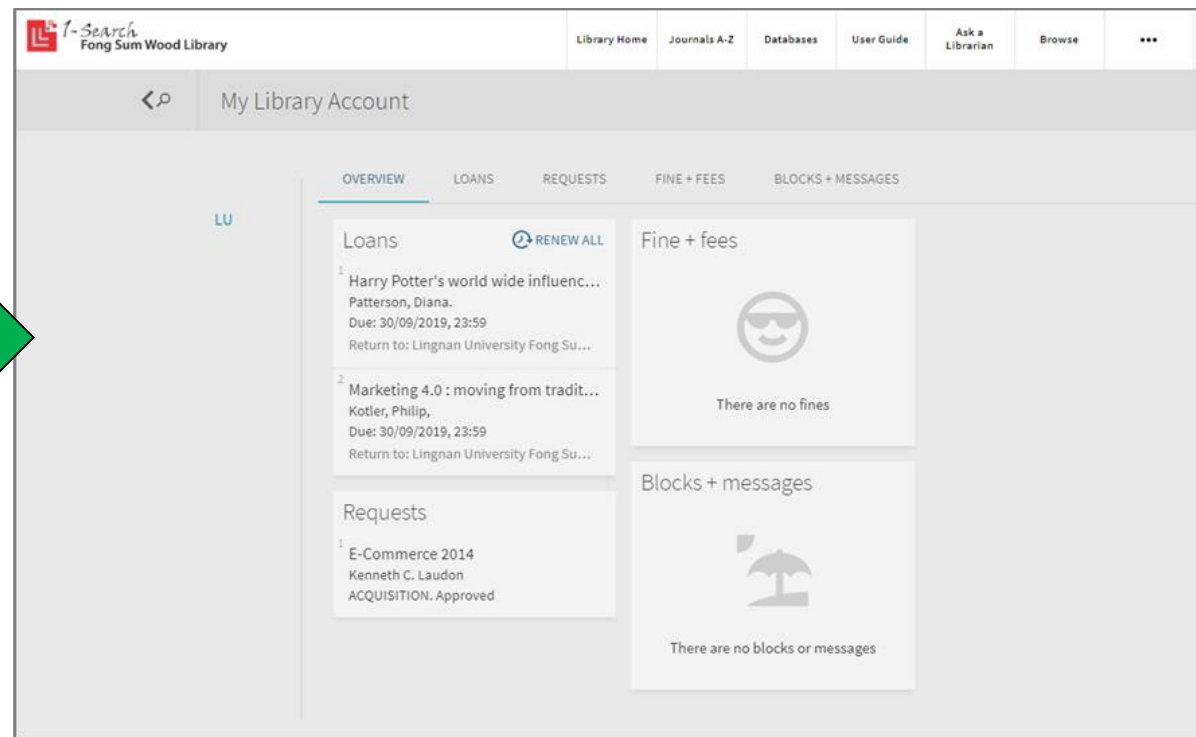 1-Search
Fong Sum Wood Library
Library Home
Journals A-Z
Databases
User Guide
Ask a
Librarian
Browse
•••
My Library Account
OVERVIEW
LOANS
REQUESTS
FINE + FEES
BLOCKS + MESSAGES
LU
Loans
RENEW ALL
1
Harry Potter's world wide influenc...
Patterson, Diana.
Due: 30/09/2019, 23:59
Return to: Lingnan University Fong Su...
2
Marketing 4.0 : moving from tradit...
Kotler, Philip,
Due: 30/09/2019, 23:59
Return to: Lingnan University Fong Su...
Requests
1
E-Commerce 2014
Kenneth C. Laudon
ACQUISITION. Approved
Fine + fees
There are no fines
Blocks + messages
There are no blocks or messages